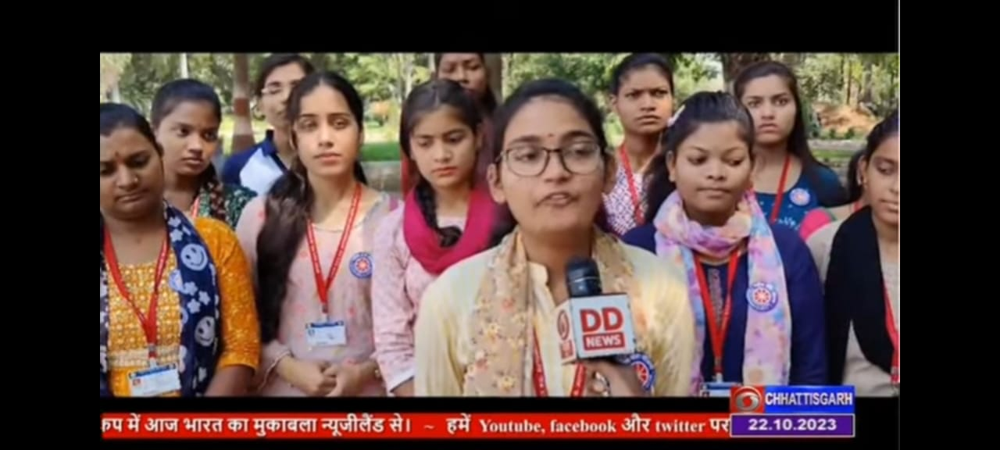 DD
NEWS
CHHATTISGARH
22.10.2023
कप में आज भारत का मुकाबला न्यूजीलैंड से। ~ हमें Youtube, facebook और twitter पर